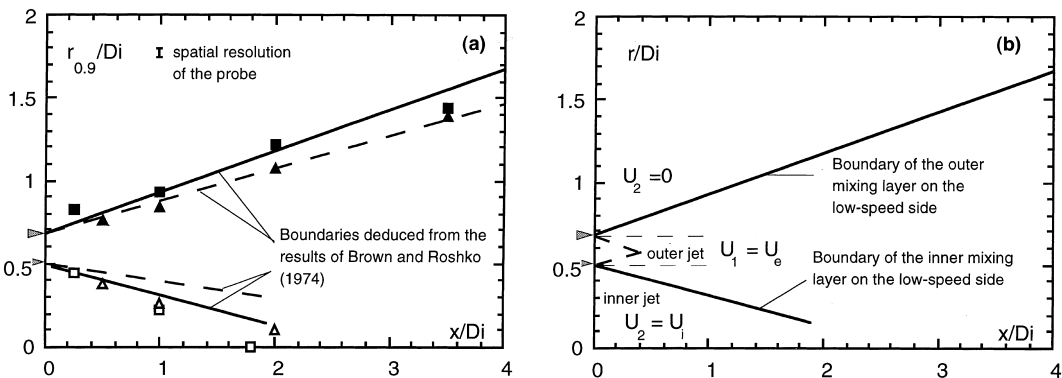 2
(a)
r0.9/Di
spatial resolution
of the probe
1.5
1
Boundaries deduced from the
results of Brown and Roshko
(1974)
0.5
x/Di
0
0
1
2
3
4
2
(b)
r/Di
1.5
Boundary of the outer
mixing layer on the
low-speed side
U2=0
1
outer jet
U1 = Ue
Boundary of the inner mixing
layer on the low-speed side
0.5
inner jet
U2 = Ui
x/Di
0
0
1
2
3
4